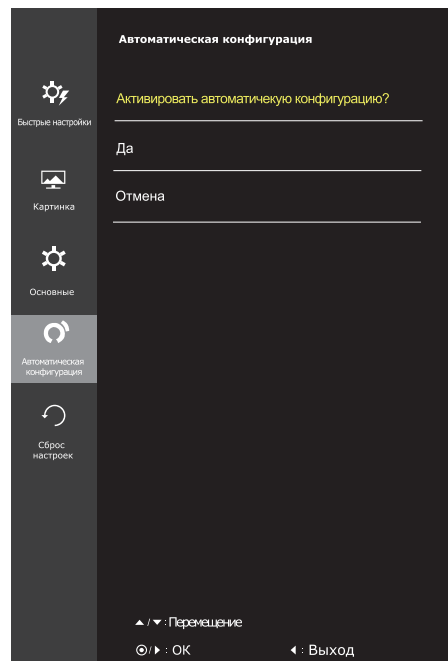 Автоматическая конфигурация
Быстрые настройки
Картинка
Основные
Автоматическая
конфигурация
Сброс
настроек
Активировать автоматичекую конфигурацию?
Да
Отмена
▲ / ▼ : Перемещение
◉/ ▶ : OK
◀ : Выход